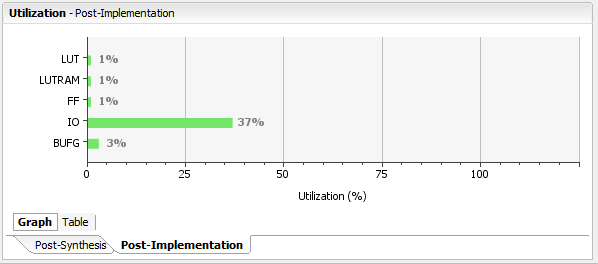 Utilization - Post-Implementation
LUT 1%
LUTRAM 1%
FF 1%
IO 37%
BUFG 3%
0 25 50 75 100
Utilization (%)
Graph Table
Post-Synthesis Post-Implementation